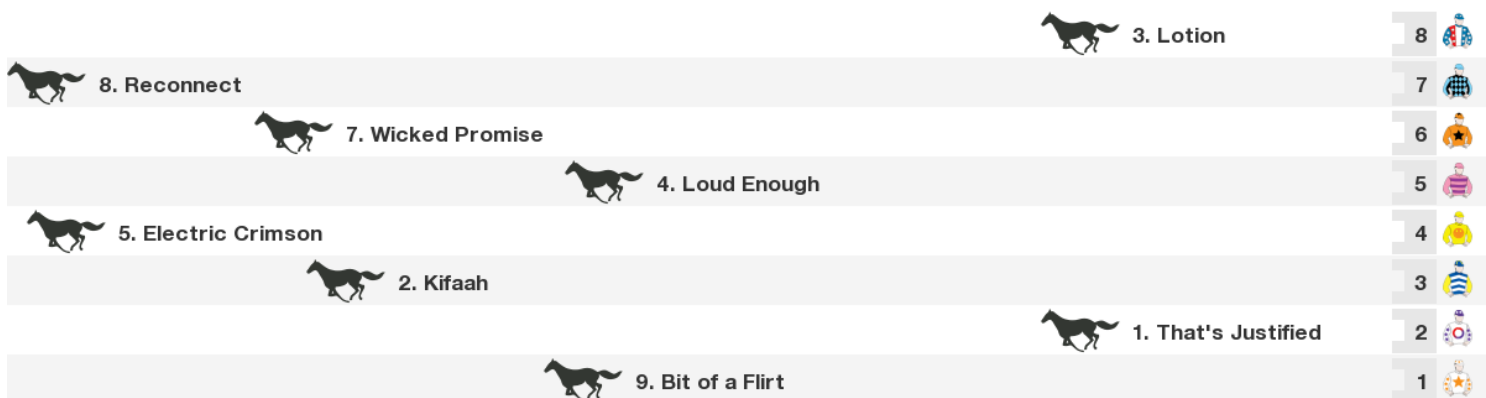 3. Lotion 8
8. Reconnect 7
7. Wicked Promise 6
4. Loud Enough 5
5. Electric Crimson 4
2. Kifaah 3
1. That's Justified 2
9. Bit of a Flirt 1